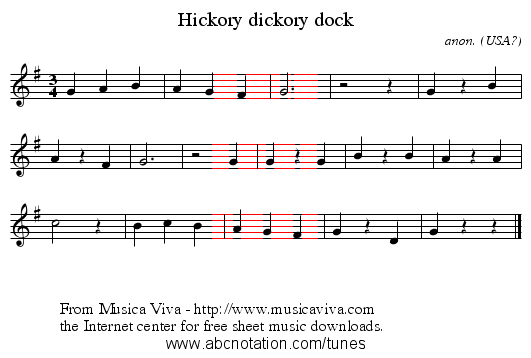 Hickory dickory dock
anon. (USA?)
3
4
From Musica Viva - http://www.musicaviva.com
the Internet center for free sheet music downloads.
www.abcnotation.com/tunes